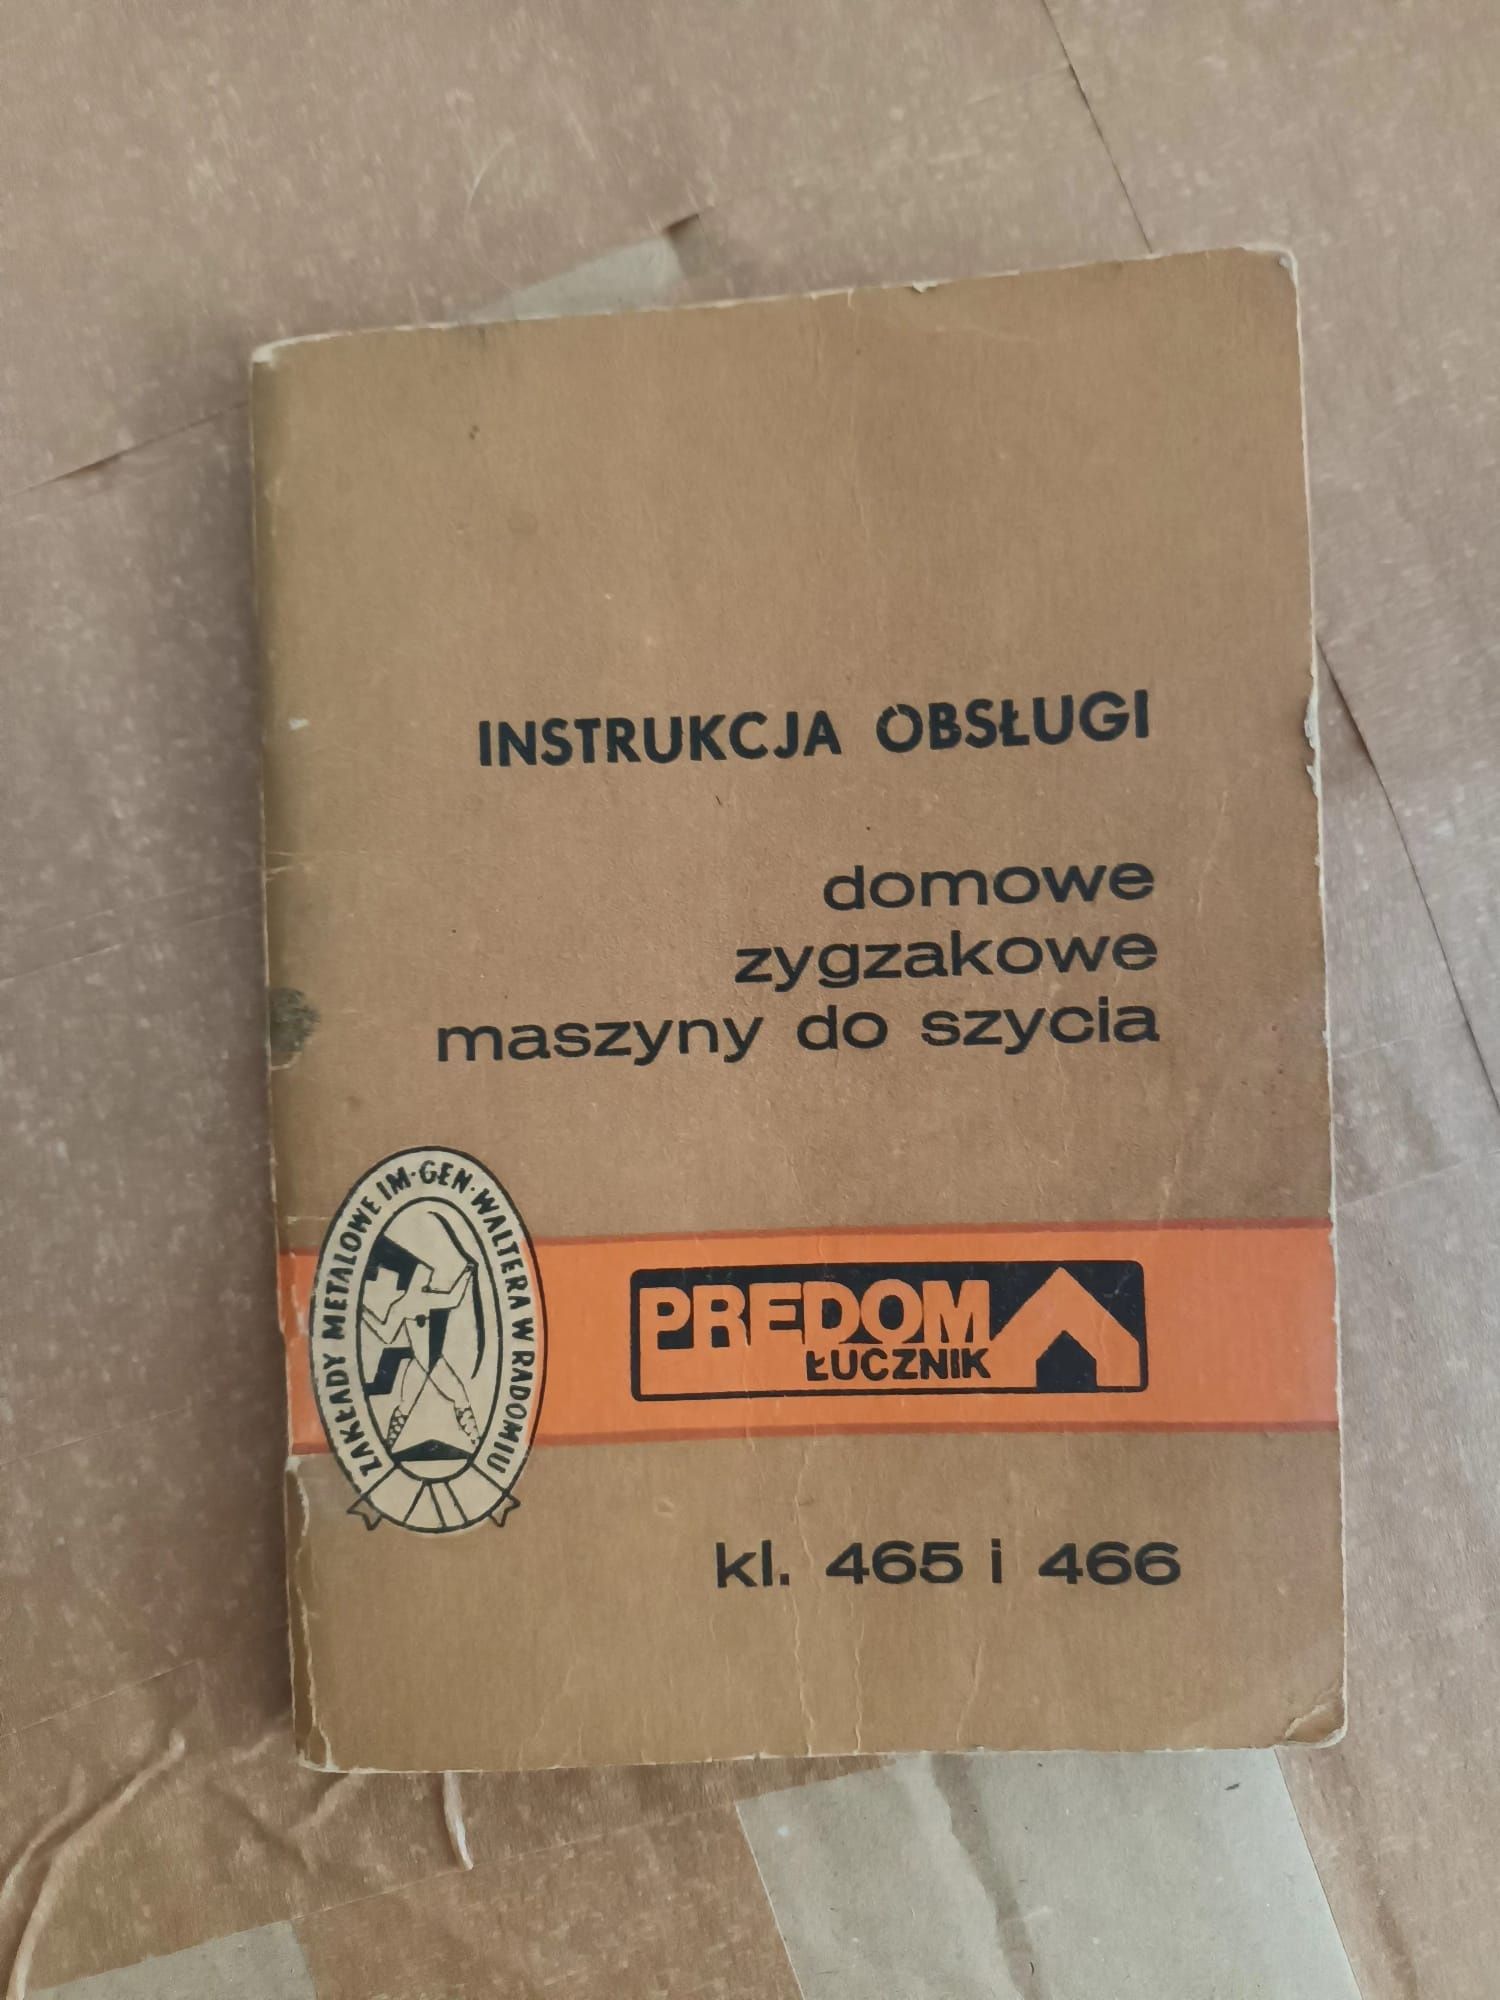 INSTRUKCJA OBSŁUGI
domowe
zygzakowe
maszyny do szycia
ZAKŁADY METALOWE IM·GEN·WALTERA W RADOMIU
PREDOM
ŁUCZNIK
kl. 465 i 466